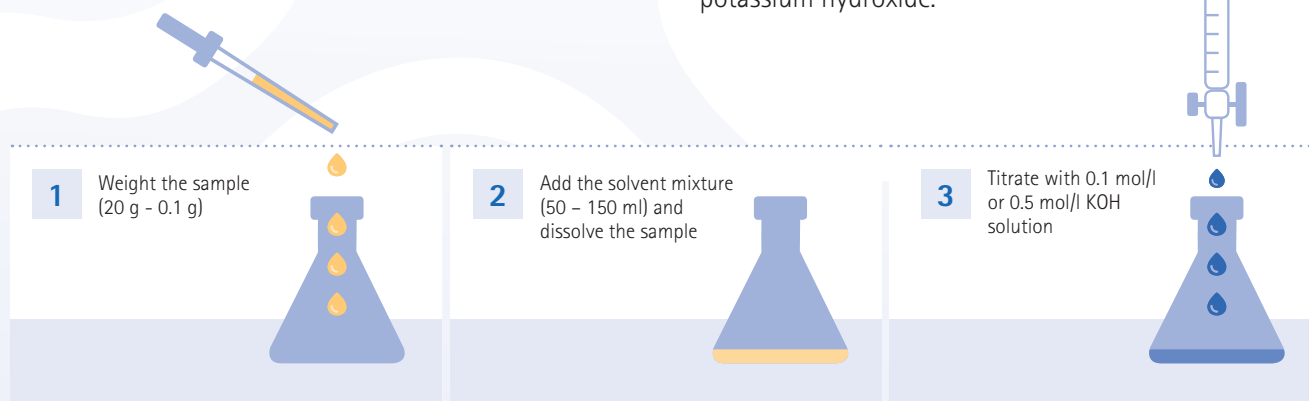 potassium hydroxide.
1
Weight the sample
(20 g - 0.1 g)
2
Add the solvent mixture
(50 – 150 ml) and
dissolve the sample
3
Titrate with 0.1 mol/l
or 0.5 mol/l KOH
solution